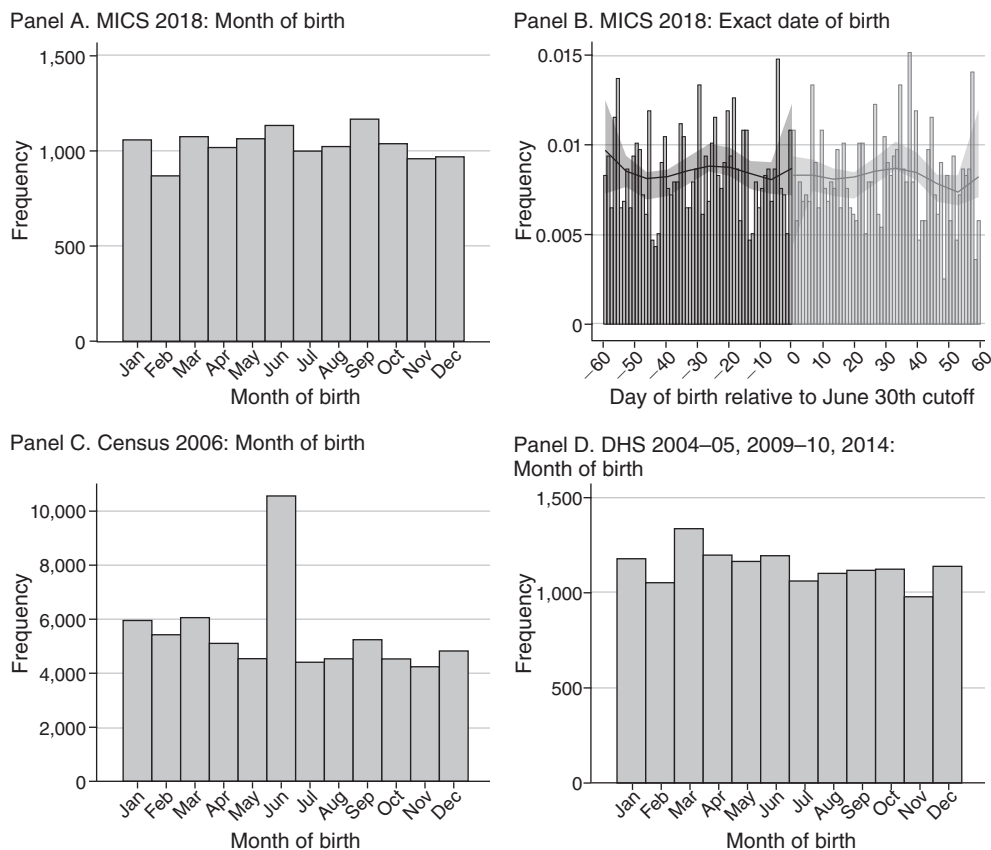 Panel A. MICS 2018: Month of birth
Frequency
1,500
1,000
500
0
Jan Feb Mar Apr May Jun Jul Aug Sep Oct Nov Dec
Month of birth
Panel B. MICS 2018: Exact date of birth
Frequency
0.015
0.01
0.005
0
−60 −50 −40 −30 −20 −10 0 10 20 30 40 50 60
Day of birth relative to June 30th cutoff
Panel C. Census 2006: Month of birth
Frequency
10,000
8,000
6,000
4,000
2,000
0
Jan Feb Mar Apr May Jun Jul Aug Sep Oct Nov Dec
Month of birth
Panel D. DHS 2004–05, 2009–10, 2014:
Month of birth
Frequency
1,500
1,000
500
0
Jan Feb Mar Apr May Jun Jul Aug Sep Oct Nov Dec
Month of birth